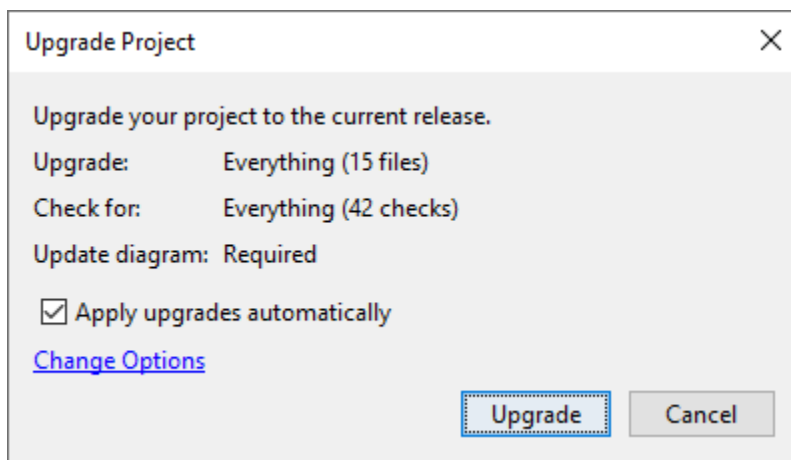 Upgrade Project
Upgrade your project to the current release.
Upgrade: Everything (15 files)
Check for: Everything (42 checks)
Update diagram: Required
Apply upgrades automatically
Change Options
Upgrade Cancel